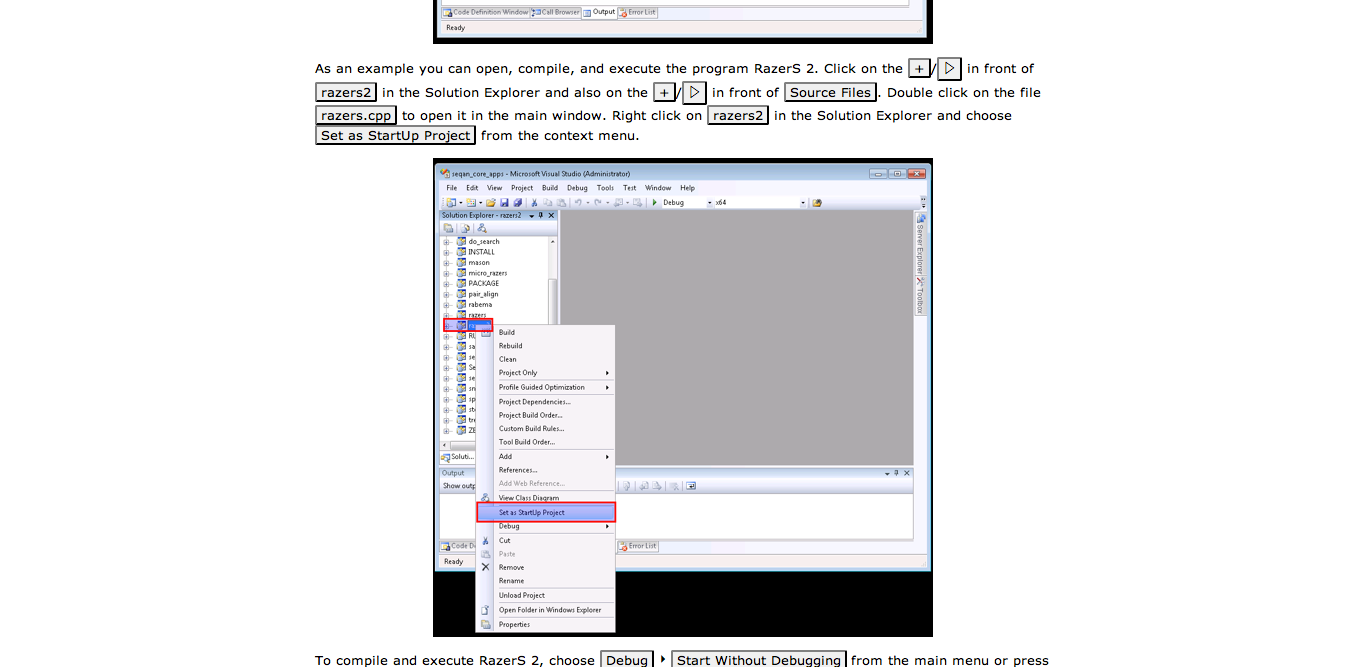 Code Definition Window Call Browser Output Error List
Ready
As an example you can open, compile, and execute the program RazerS 2. Click on the + / ▷ in front of
razers2 in the Solution Explorer and also on the + / ▷ in front of Source Files . Double click on the file
razers.cpp to open it in the main window. Right click on razers2 in the Solution Explorer and choose
Set as StartUp Project from the context menu.
seqan_core_apps - Microsoft Visual Studio (Administrator)
File Edit View Project Build Debug Tools Test Window Help
Debug x64
Solution Explorer - razers2
do_search
INSTALL
mason
micro_razers
PACKAGE
pair_align
rabema
razers
Server Explorer
Toolbox
Build
Rebuild
Clean
Project Only
Profile Guided Optimization
Project Dependencies...
Project Build Order...
Custom Build Rules...
Tool Build Order...
Add
References...
Add Web Reference...
View Class Diagram
Set as StartUp Project
Debug
Cut
Paste
Remove
Rename
Unload Project
Open Folder in Windows Explorer
Properties
Soluti...
Output
Show outp
Code De
Error List
Ready
To compile and execute RazerS 2, choose Debug ▸ Start Without Debugging from the main menu or press